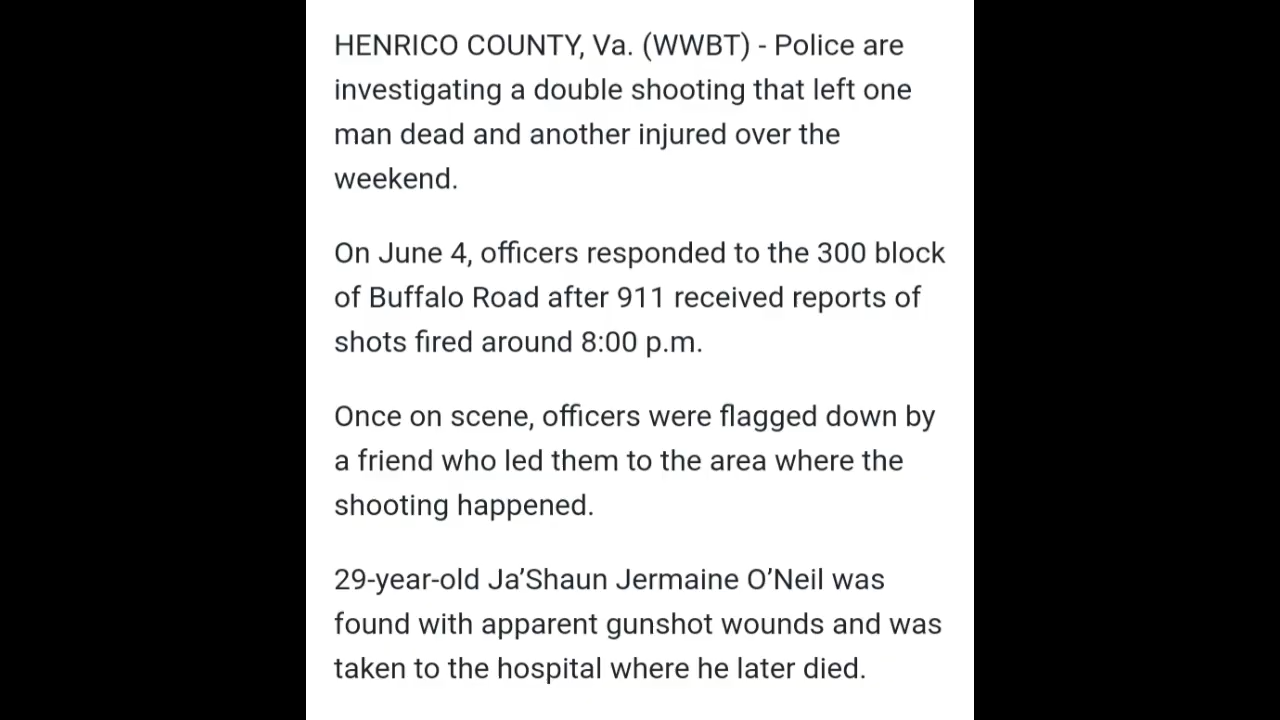 HENRICO COUNTY, Va. (WWBT) - Police are
investigating a double shooting that left one
man dead and another injured over the
weekend.
On June 4, officers responded to the 300 block
of Buffalo Road after 911 received reports of
shots fired around 8:00 p.m.
Once on scene, officers were flagged down by
a friend who led them to the area where the
shooting happened.
29-year-old Ja’Shaun Jermaine O’Neil was
found with apparent gunshot wounds and was
taken to the hospital where he later died.